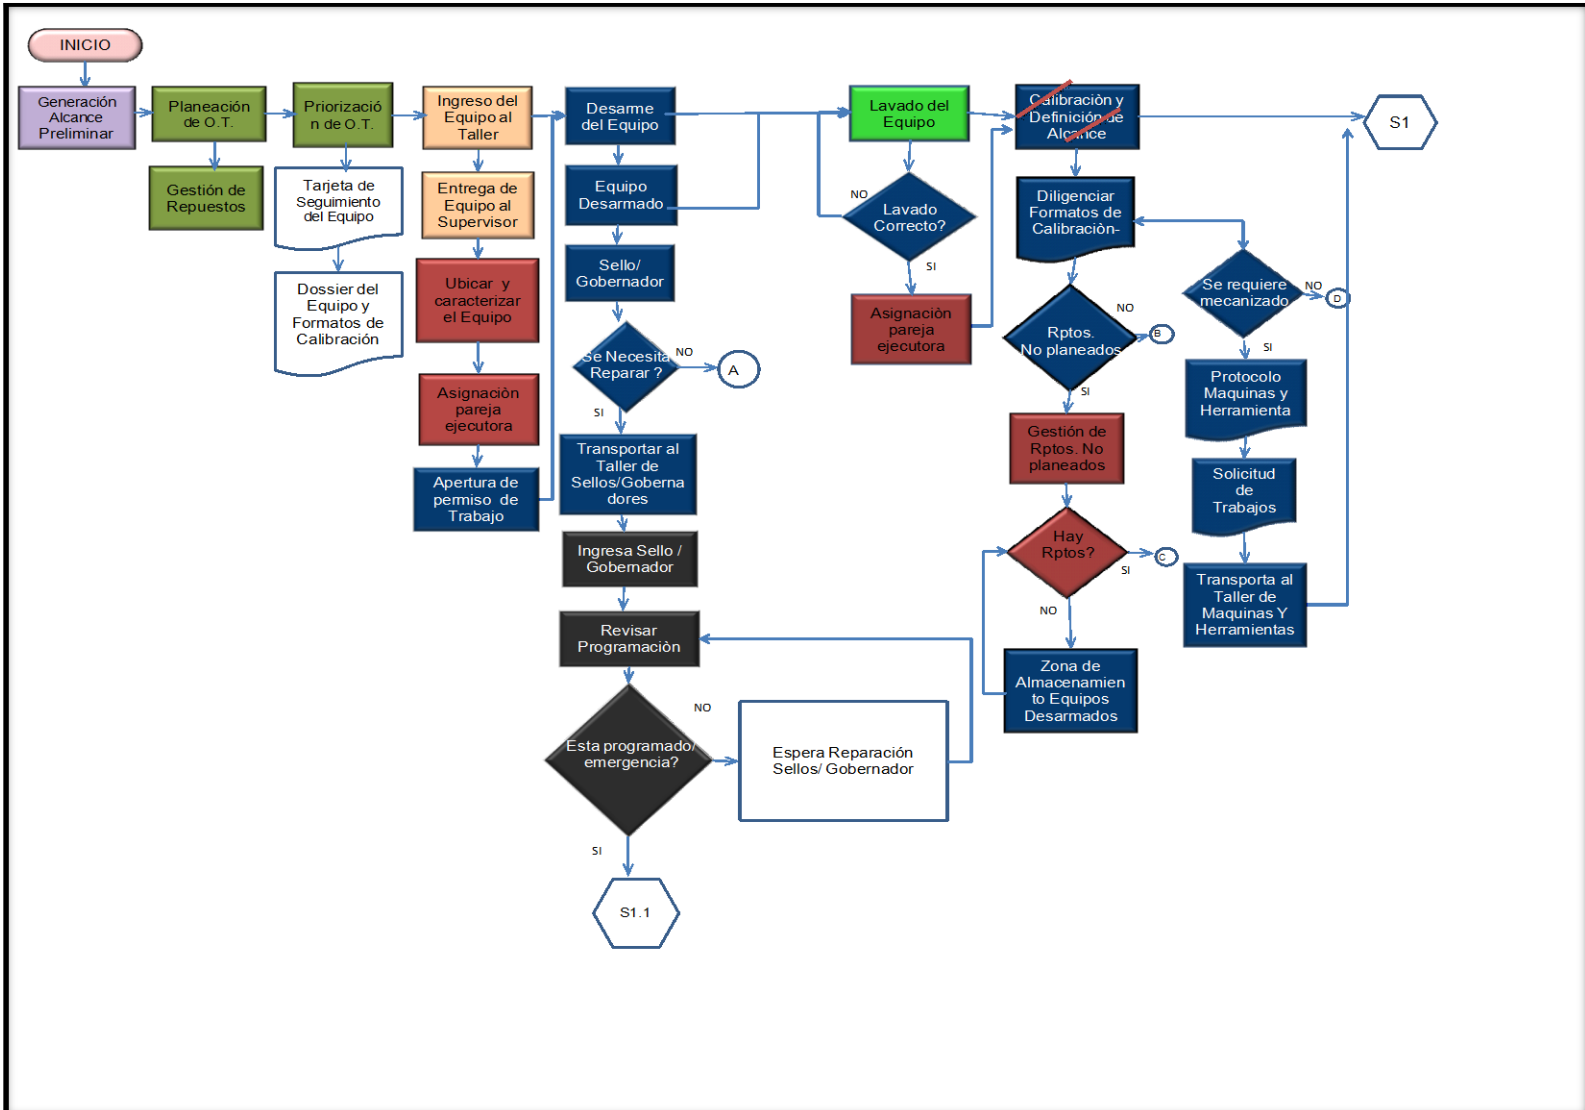 INICIO
Generación
Alcance
Preliminar
Planeación
de O.T.
Gestión de
Repuestos
Priorizació
n de O.T.
Tarjeta de
Seguimiento
del Equipo
Dossier del
Equipo y
Formatos de
Calibración
Ingreso del
Equipo al
Taller
Entrega de
Equipo al
Supervisor
Ubicar y
caracterizar
el Equipo
Asignaciòn
pareja
ejecutora
Apertura de
permiso de
Trabajo
Desarme
del Equipo
Equipo
Desarmado
Sello/
Gobernador
Se Necesita
Reparar ?
NO
A
SI
Transportar al
Taller de
Sellos/Goberna
dores
Ingresa Sello /
Gobernador
Revisar
Programaciòn
Esta programado/
emergencia?
NO
Espera Reparación
Sellos/ Gobernador
SI
S1.1
Lavado del
Equipo
NO
Lavado
Correcto?
SI
Asignaciòn
pareja
ejecutora
Calibraciòn y
Definición de
Alcance
Diligenciar
Formatos de
Calibraciòn-
NO
Rptos.
No planeados
B
SI
Gestión de
Rptos. No
planeados
Hay
Rptos?
C
SI
NO
Zona de
Almacenamien
to Equipos
Desarmados
S1
Se requiere
mecanizado
NO
D
SI
Protocolo
Maquinas y
Herramienta
Solicitud
de
Trabajos
Transporta al
Taller de
Maquinas Y
Herramientas